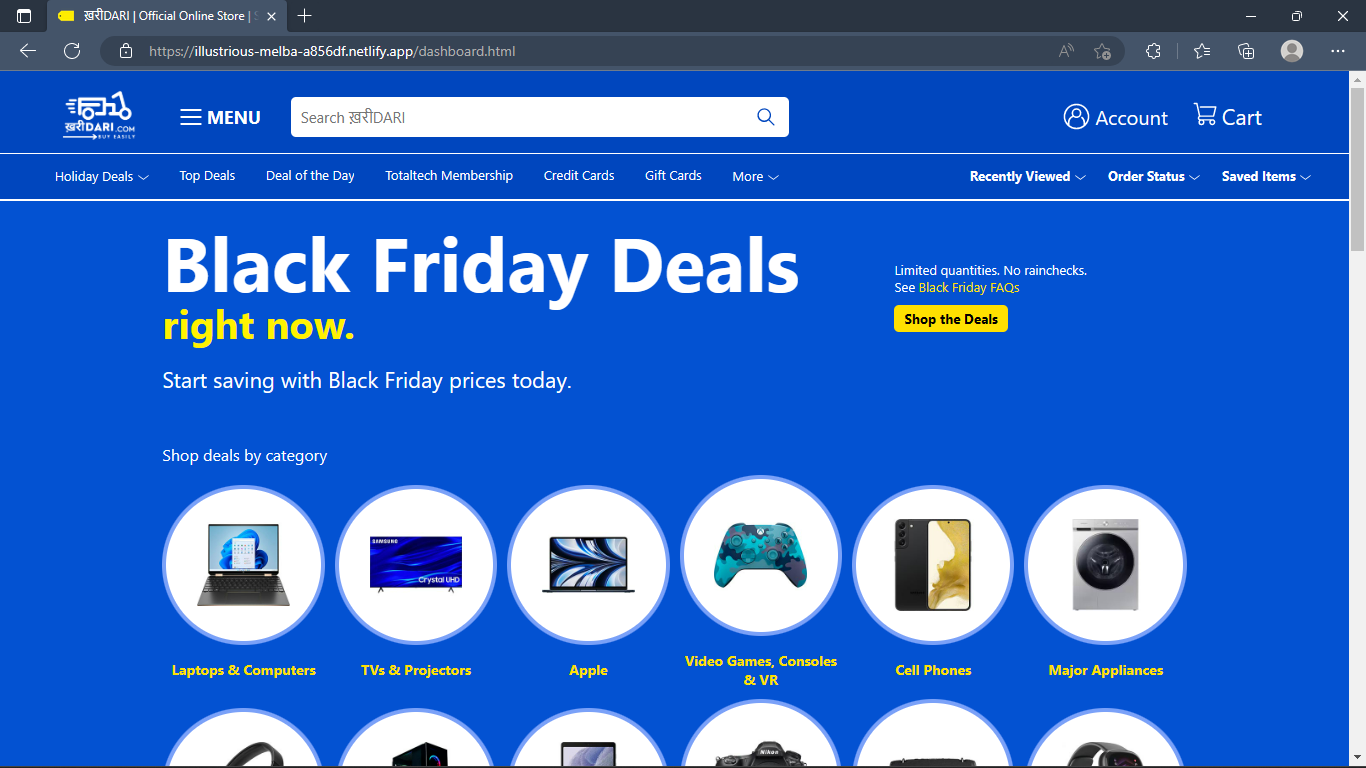 ख़रीDARI | Official Online Store | S
https://illustrious-melba-a856df.netlify.app/dashboard.html
ख़रीDARI.COM
BUY EASILY
MENU
Search ख़रीDARI
Account
Cart
Holiday Deals
Top Deals
Deal of the Day
Totaltech Membership
Credit Cards
Gift Cards
More
Recently Viewed
Order Status
Saved Items
Black Friday Deals
right now.
Start saving with Black Friday prices today.
Limited quantities. No rainchecks.
See Black Friday FAQs
Shop the Deals
Shop deals by category
SAMSUNG
Crystal UHD
Laptops & Computers
TVs & Projectors
Apple
Video Games, Consoles
& VR
Cell Phones
Major Appliances
Nikon